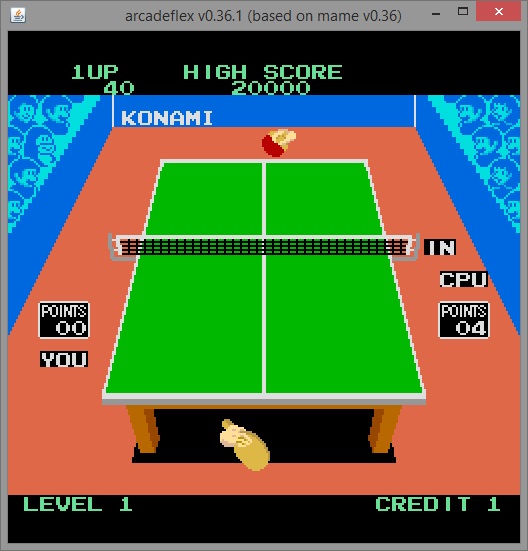 arcadeflex v0.36.1 (based on mame v0.36)
1UP HIGH SCORE
40 20000
KONAMI
IN
CPU
POINTS POINTS
00 04
YOU
LEVEL 1 CREDIT 1